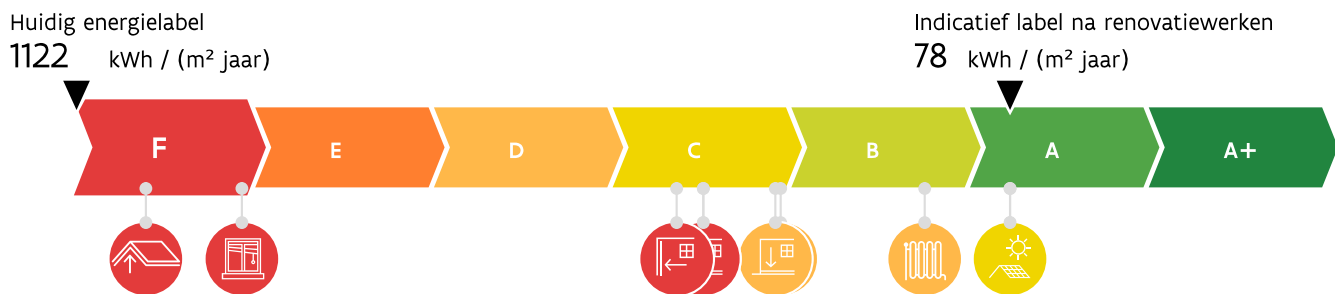 Huidig energielabel
1122 kWh / (m² jaar)
Indicatief label na renovatiewerken
78 kWh / (m² jaar)
F E D C B A A+